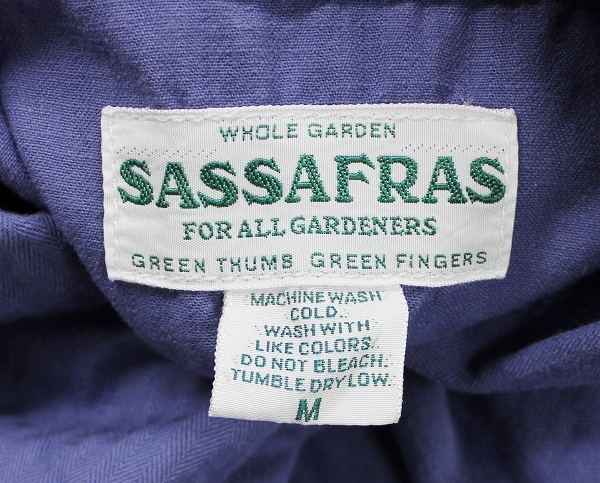 WHOLE GARDEN
SASSAFRAS
FOR ALL GARDENERS
GREEN THUMB GREEN FINGERS
MACHINE WASH
COLD.
WASH WITH
LIKE COLORS.
DO NOT BLEACH.
TUMBLE DRY LOW.
M